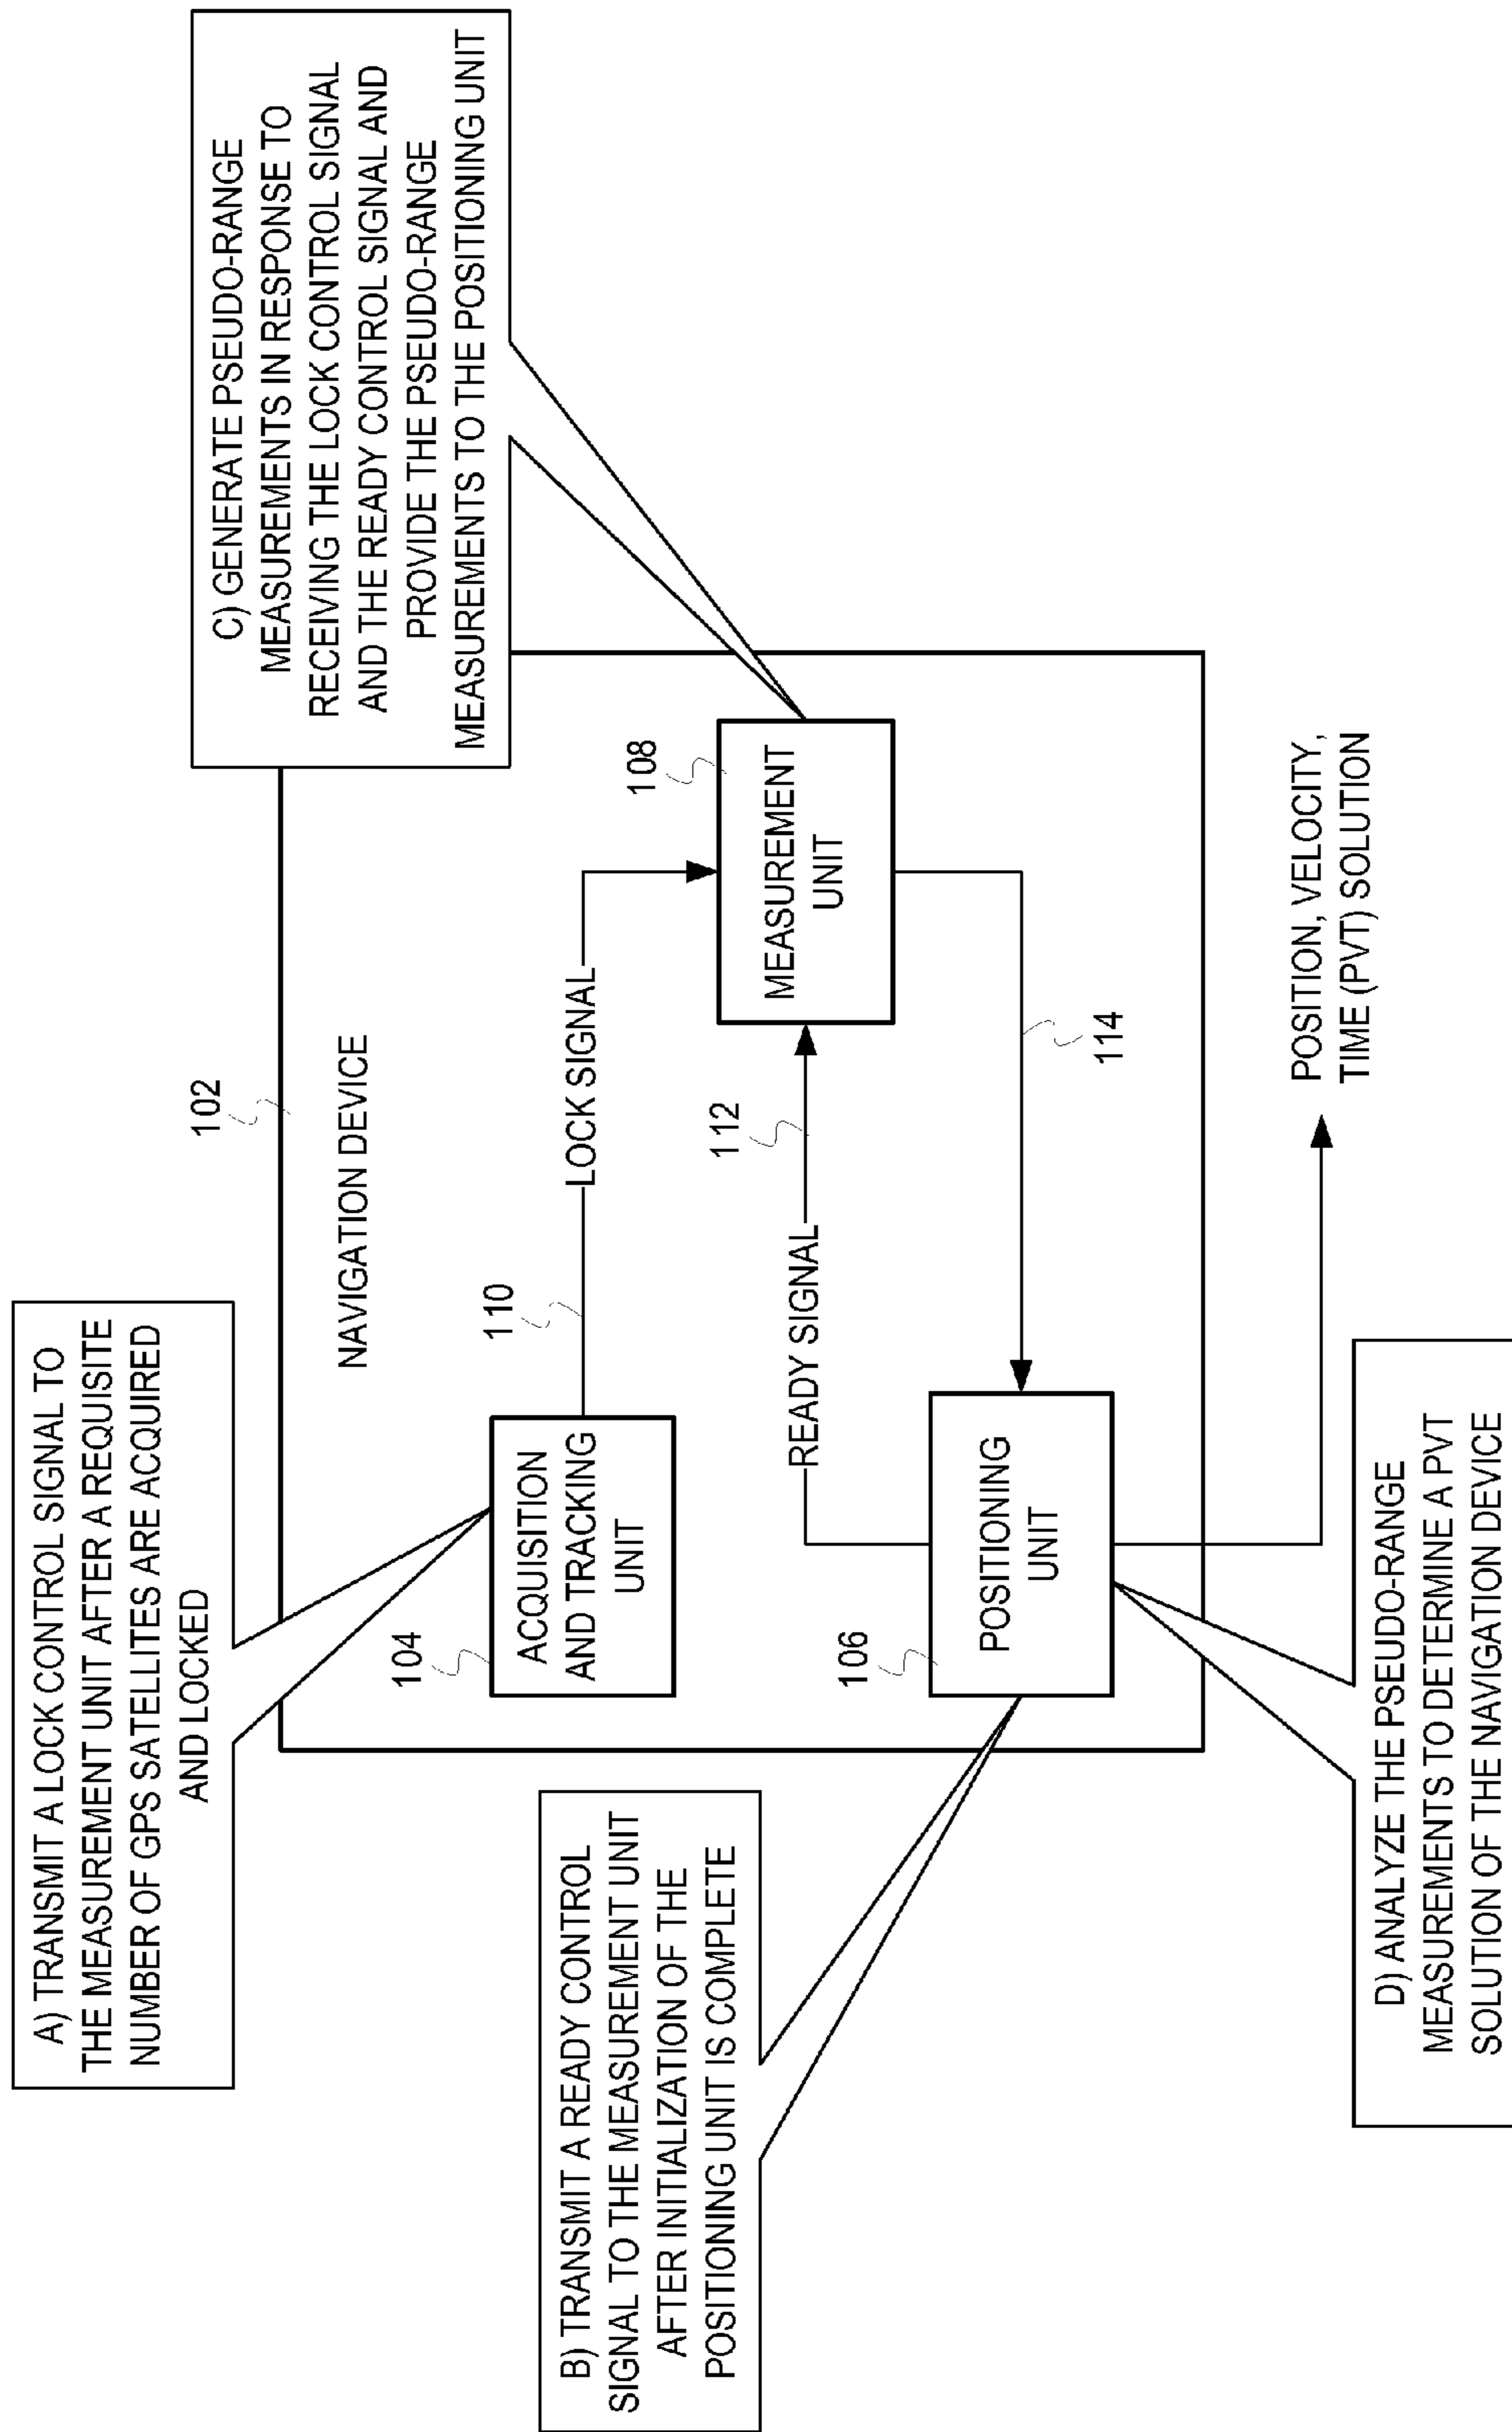 A) TRANSMIT A LOCK CONTROL SIGNAL TO
THE MEASUREMENT UNIT AFTER A REQUISITE
NUMBER OF GPS SATELLITES ARE ACQUIRED
AND LOCKED
C) GENERATE PSEUDO-RANGE
MEASUREMENTS IN RESPONSE TO
RECEIVING THE LOCK CONTROL SIGNAL
AND THE READY CONTROL SIGNAL AND
PROVIDE THE PSEUDO-RANGE
MEASUREMENTS TO THE POSITIONING UNIT
102
NAVIGATION DEVICE
104
ACQUISITION
AND TRACKING
UNIT
110
LOCK SIGNAL
108
MEASUREMENT
UNIT
B) TRANSMIT A READY CONTROL
SIGNAL TO THE MEASUREMENT UNIT
AFTER INITIALIZATION OF THE
POSITIONING UNIT IS COMPLETE
READY SIGNAL
112
106
POSITIONING
UNIT
114
POSITION, VELOCITY,
TIME (PVT) SOLUTION
D) ANALYZE THE PSEUDO-RANGE
MEASUREMENTS TO DETERMINE A PVT
SOLUTION OF THE NAVIGATION DEVICE